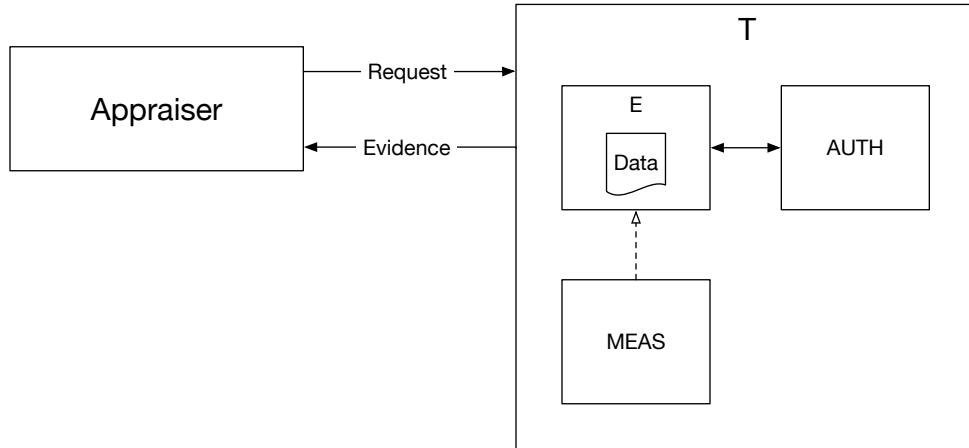 T
Appraiser
Request
Evidence
E
Data
AUTH
MEAS